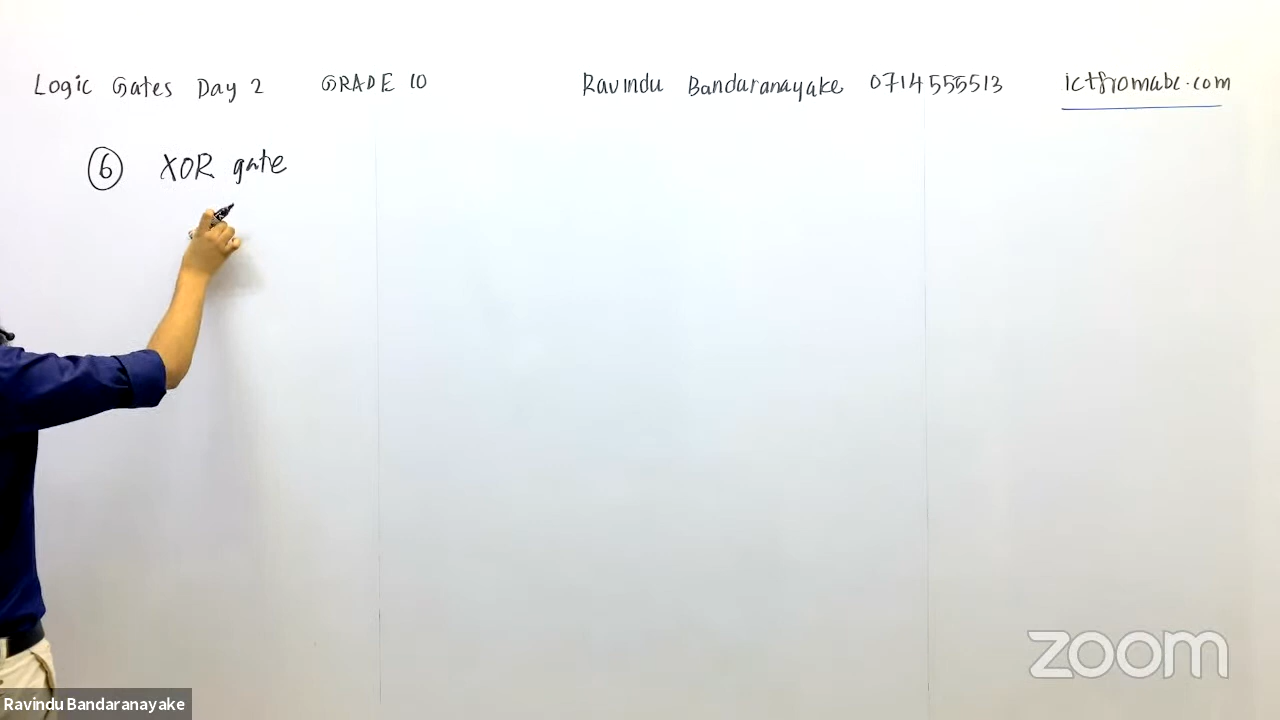 Logic Gates Day 2 GRADE 10 Ravindu Bandaranayake 0714555513 ictfromabc.com
6 XOR gate
zoom
Ravindu Bandaranayake